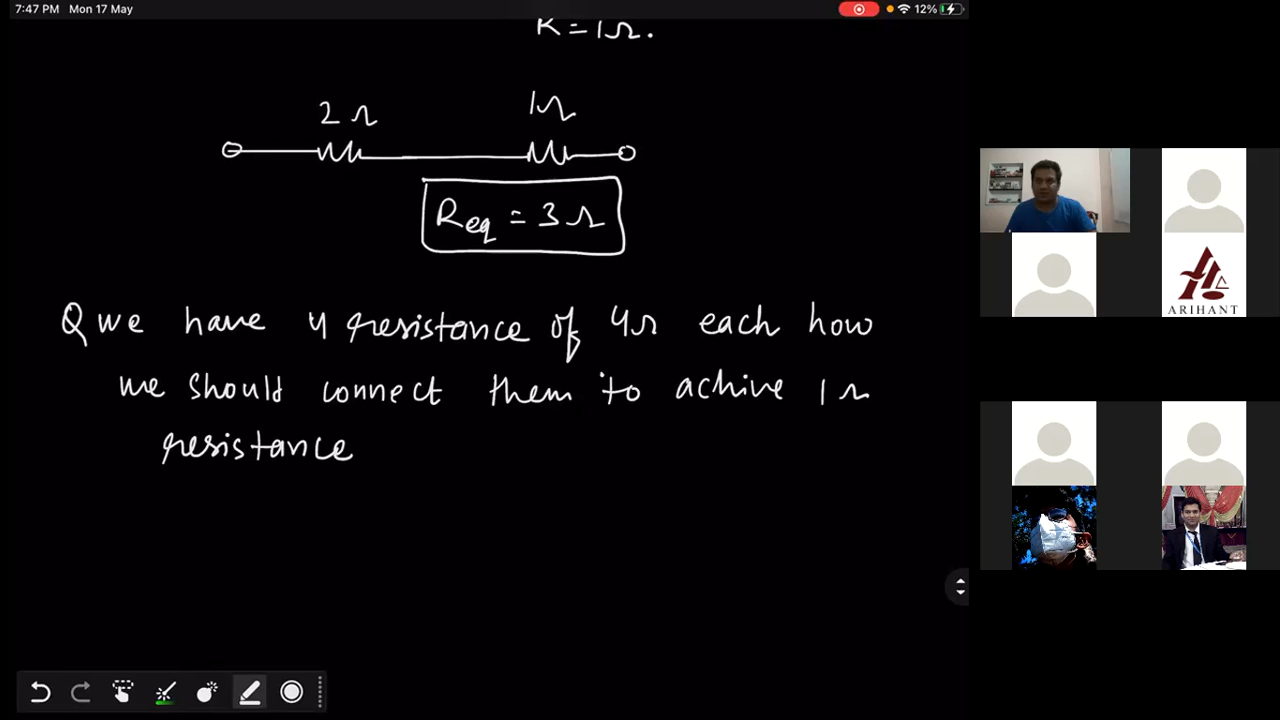 7:47 PM Mon 17 May
12%
R = 1Ω.
2 Ω
1Ω
Req = 3 Ω
Q we have 4 resistance of 4Ω each how
we should connect them to achive 1 Ω
resistance
ARIHANT